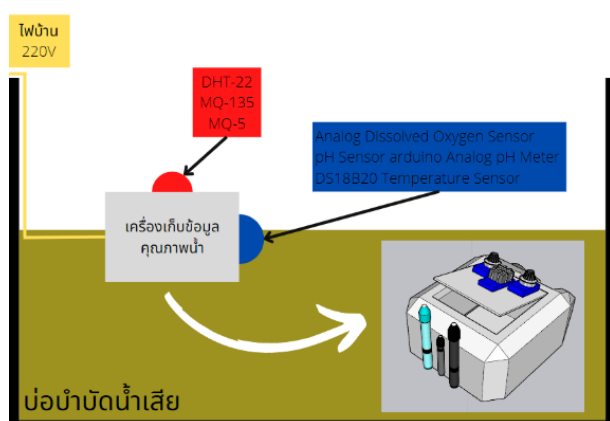 ไฟบ้าน
220V
DHT-22
MQ-135
MQ-5
Analog Dissolved Oxygen Sensor
pH Sensor arduino Analog pH Meter
DS18B20 Temperature Sensor
เครื่องเก็บข้อมูล
คุณภาพน้ำ
บ่อบำบัดน้ำเสีย